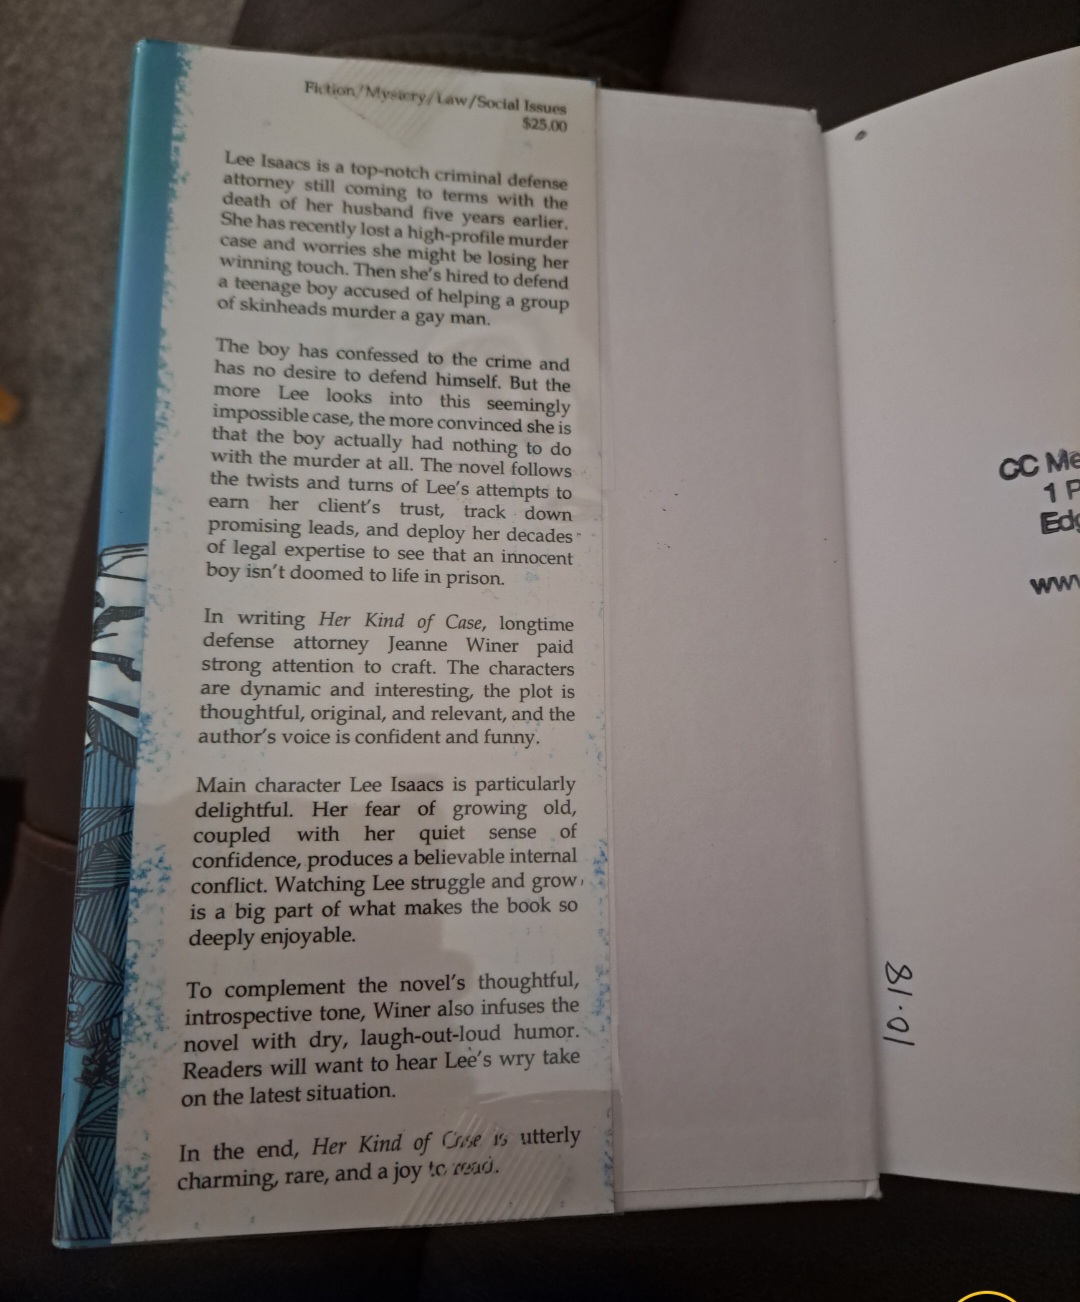 Fiction/Mystery/Law/Social Issues
$25.00
Lee Isaacs is a top-notch criminal defense
attorney still coming to terms with the
death of her husband five years earlier.
She has recently lost a high-profile murder
case and worries she might be losing her
winning touch. Then she's hired to defend
a teenage boy accused of helping a group
of skinheads murder a gay man.
The boy has confessed to the crime and
has no desire to defend himself. But the
more Lee looks into this seemingly
impossible case, the more convinced she is
that the boy actually had nothing to do
with the murder at all. The novel follows
the twists and turns of Lee's attempts to
earn her client's trust, track down
promising leads, and deploy her decades
of legal expertise to see that an innocent
boy isn't doomed to life in prison.
In writing Her Kind of Case, longtime
defense attorney Jeanne Winer paid
strong attention to craft. The characters
are dynamic and interesting, the plot is
thoughtful, original, and relevant, and the
author's voice is confident and funny.
Main character Lee Isaacs is particularly
delightful. Her fear of growing old,
coupled with her quiet sense of
confidence, produces a believable internal
conflict. Watching Lee struggle and grow
is a big part of what makes the book so
deeply enjoyable.
To complement the novel's thoughtful,
introspective tone, Winer also infuses the
novel with dry, laugh-out-loud humor.
Readers will want to hear Lee's wry take
on the latest situation.
In the end, Her Kind of Case is utterly
charming, rare, and a joy to read.
CC Me
1 P
Edg
www
10.18